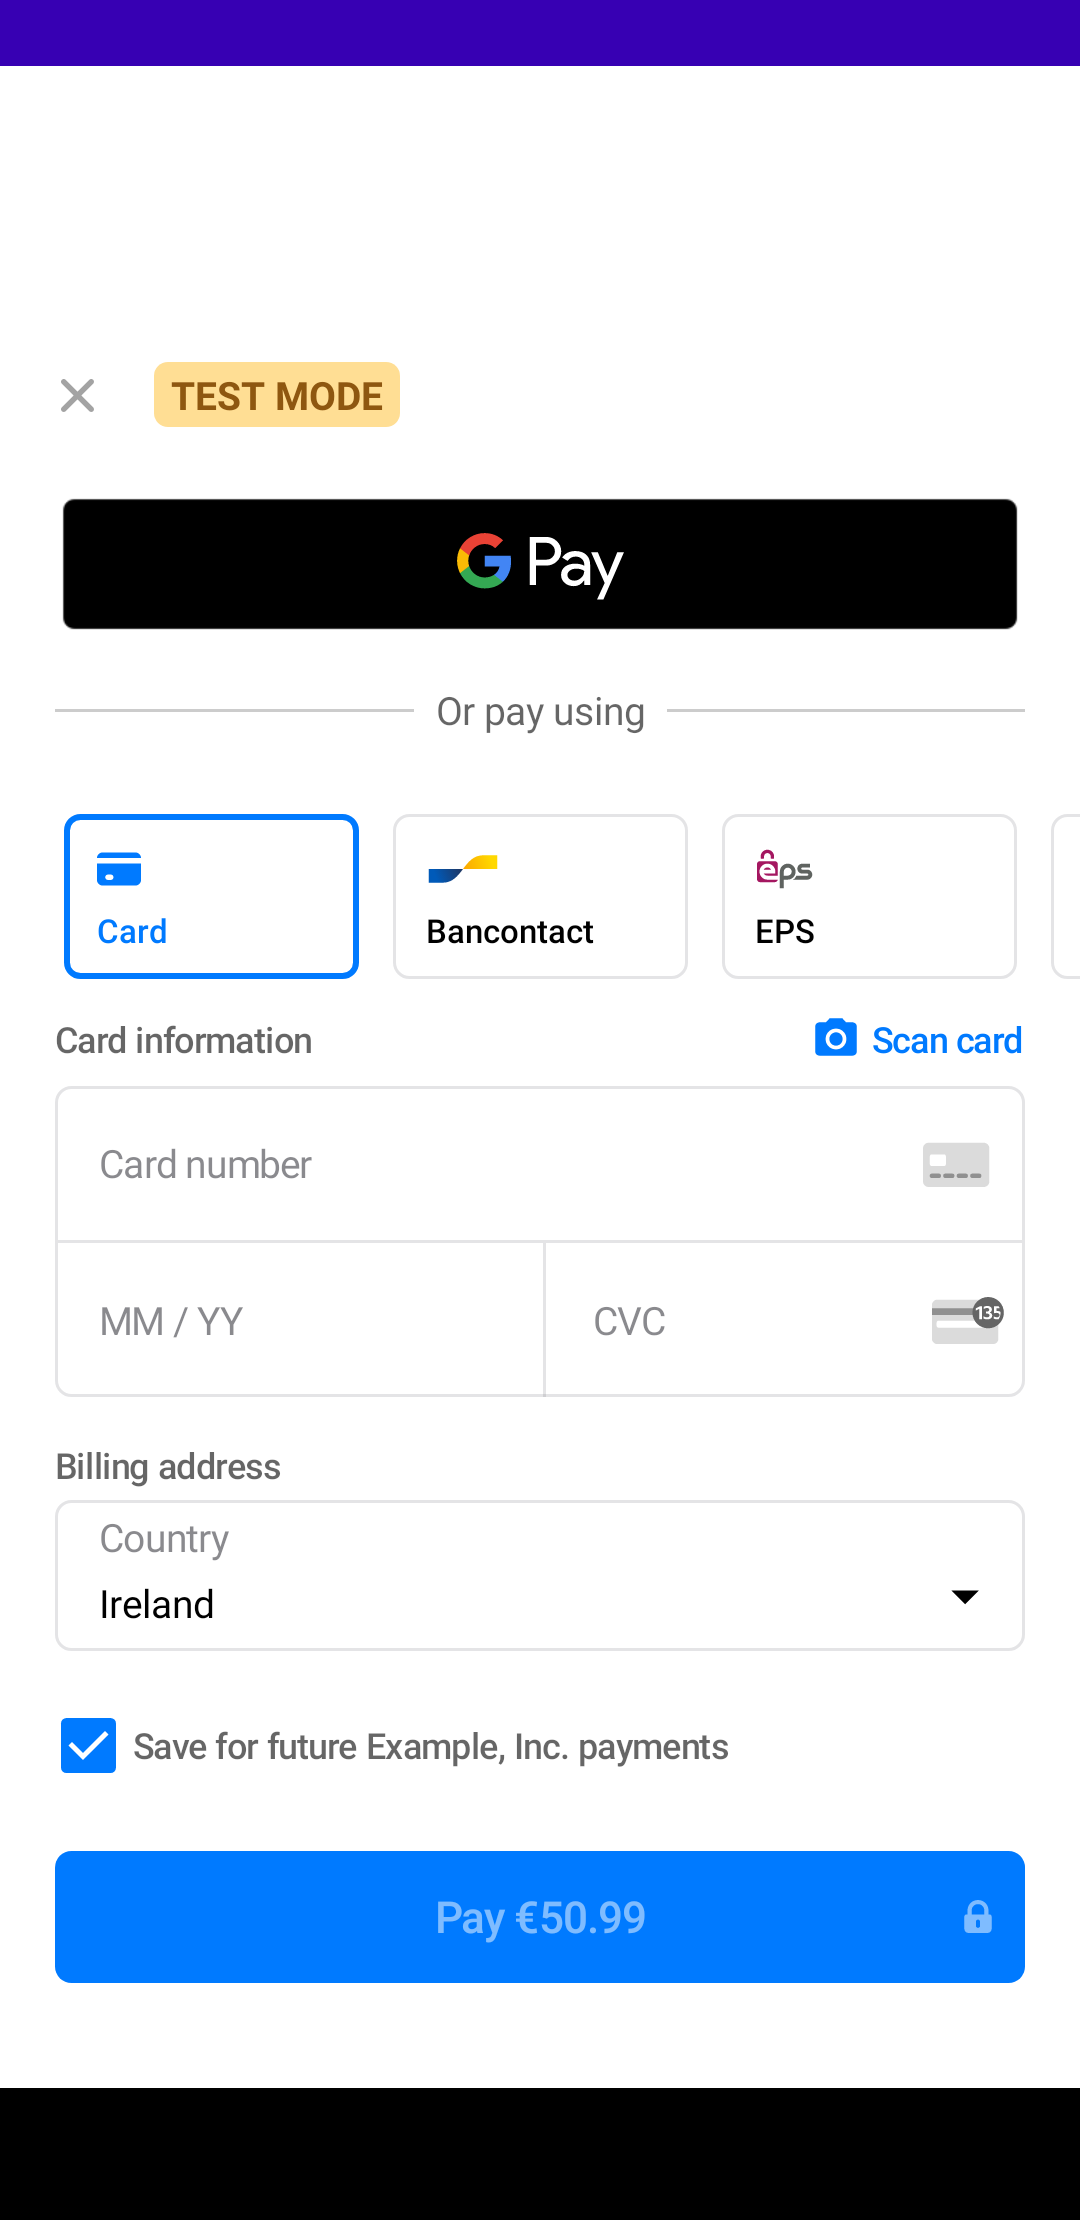 TEST MODE
G Pay
Or pay using
Card
Bancontact
eps
EPS
Card information
Scan card
Card number
MM / YY
CVC
135
Billing address
Country
Ireland
Save for future Example, Inc. payments
Pay €50.99